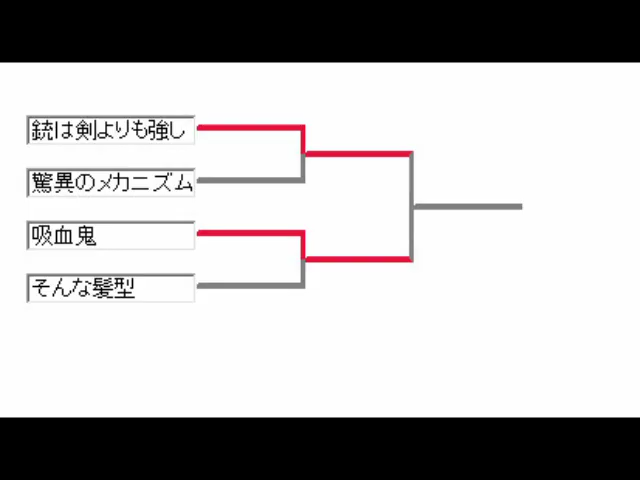 銃は剣よりも強し
驚異のメカニズム
吸血鬼
そんな髪型